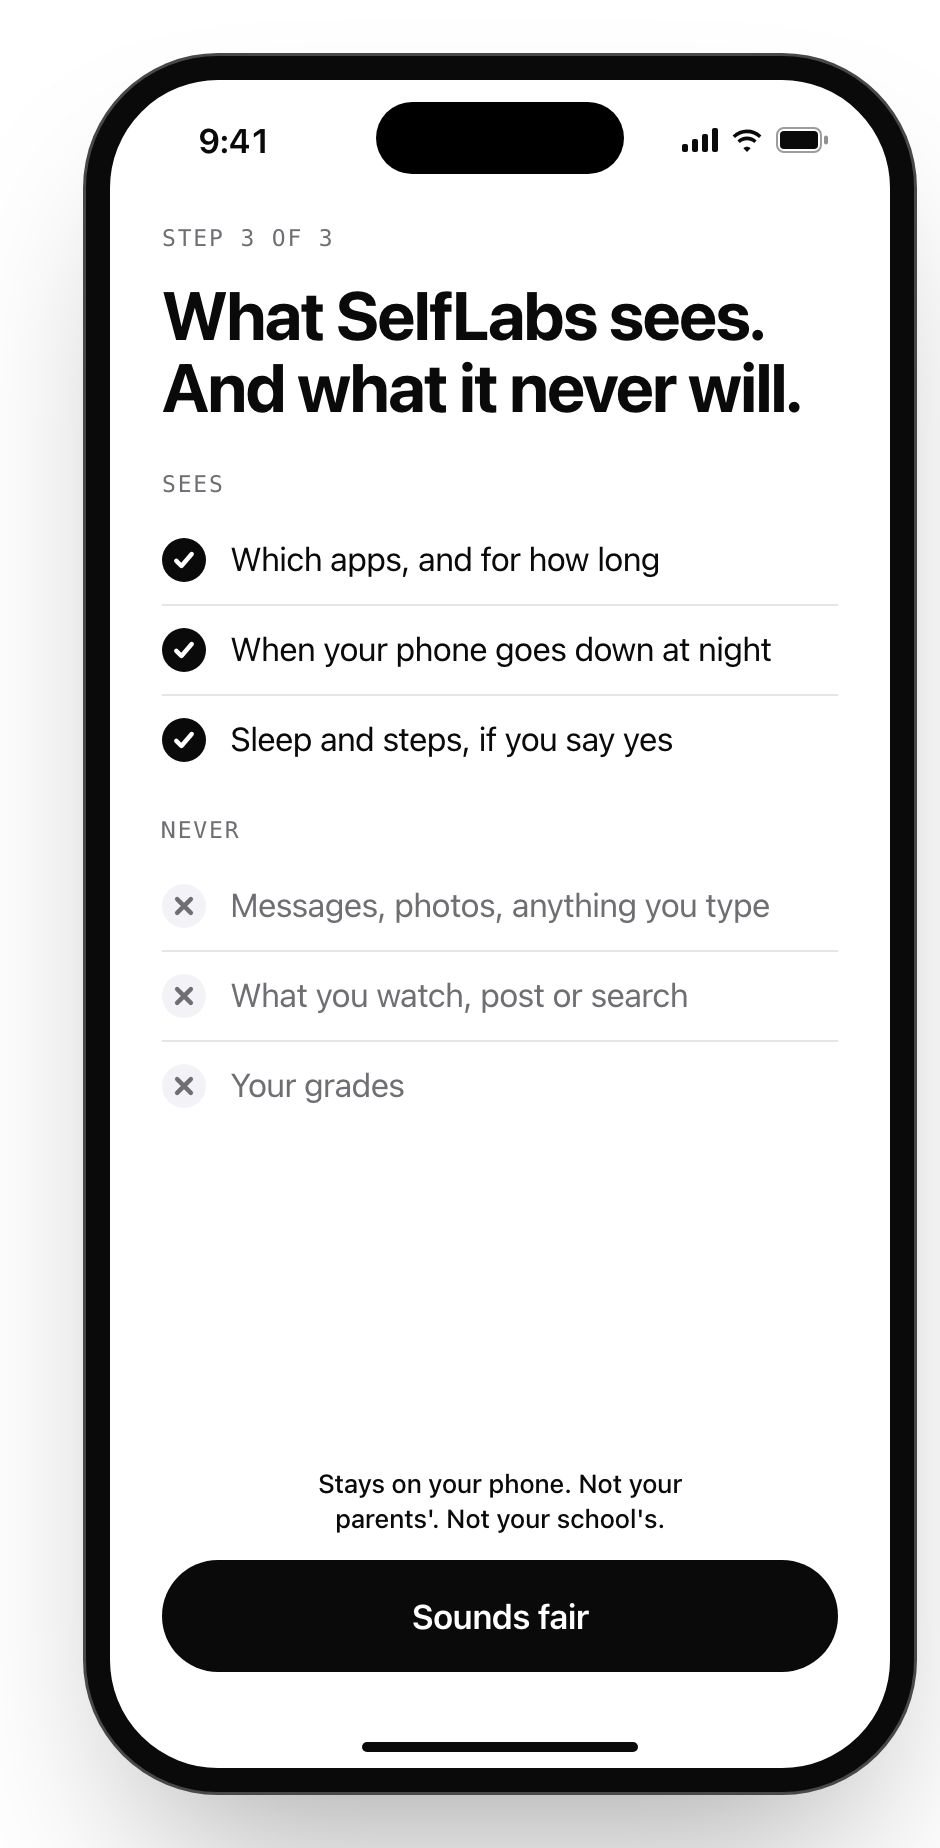 9:41
STEP 3 OF 3
What SelfLabs sees.
And what it never will.
SEES
Which apps, and for how long
When your phone goes down at night
Sleep and steps, if you say yes
NEVER
Messages, photos, anything you type
What you watch, post or search
Your grades
Stays on your phone. Not your
parents'. Not your school's.
Sounds fair